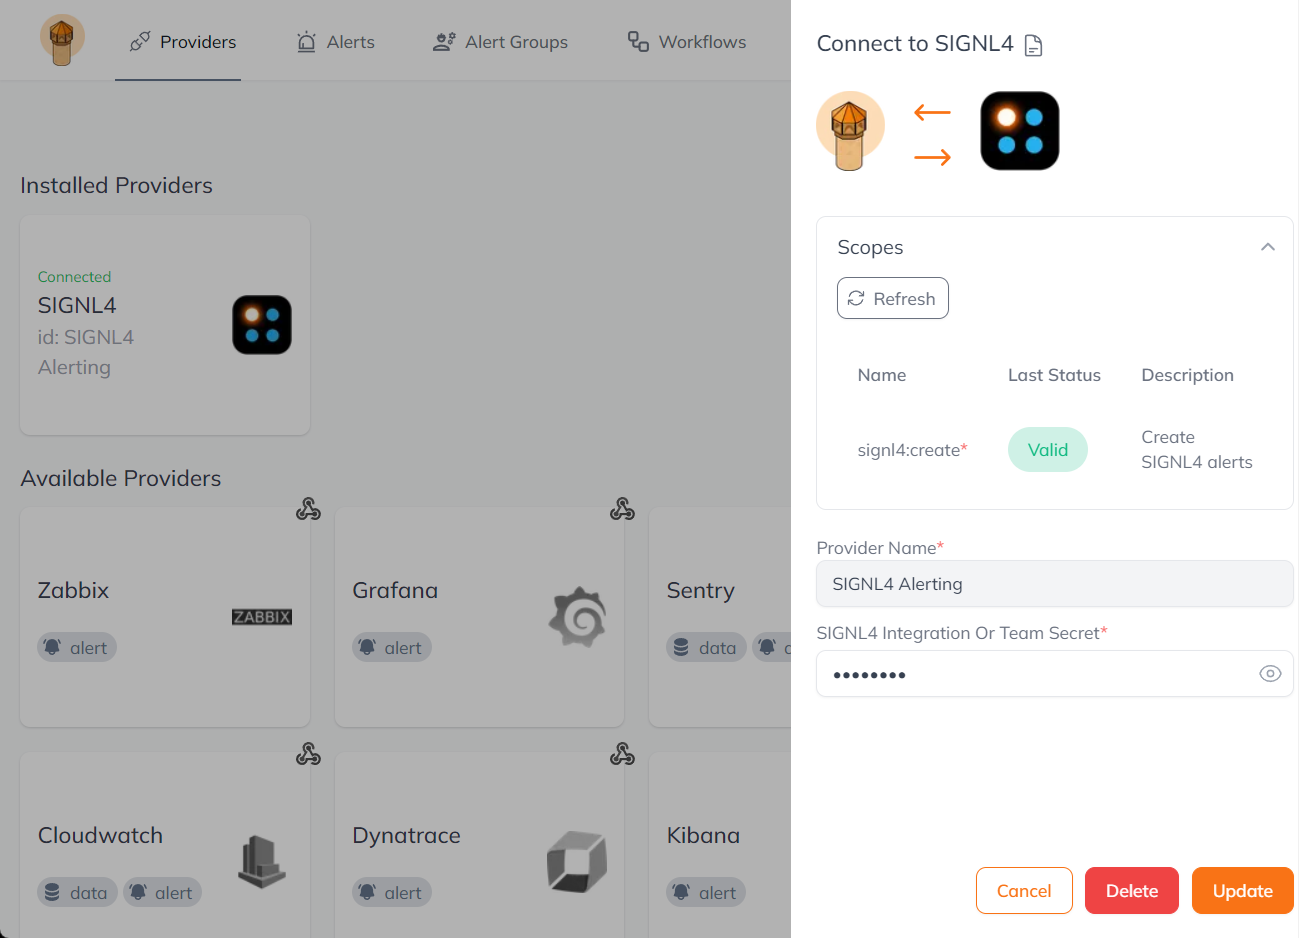 Providers
Alerts
Alert Groups
Workflows
Installed Providers
Connected
SIGNL4
id: SIGNL4
Alerting
Available Providers
Zabbix
ZABBIX
alert
Grafana
alert
Sentry
data
Cloudwatch
data alert
Dynatrace
alert
Kibana
alert
Connect to SIGNL4
Scopes
Refresh
Name Last Status Description
signl4:create* Valid Create
SIGNL4 alerts
Provider Name*
SIGNL4 Alerting
SIGNL4 Integration Or Team Secret*
••••••••
Cancel Delete Update